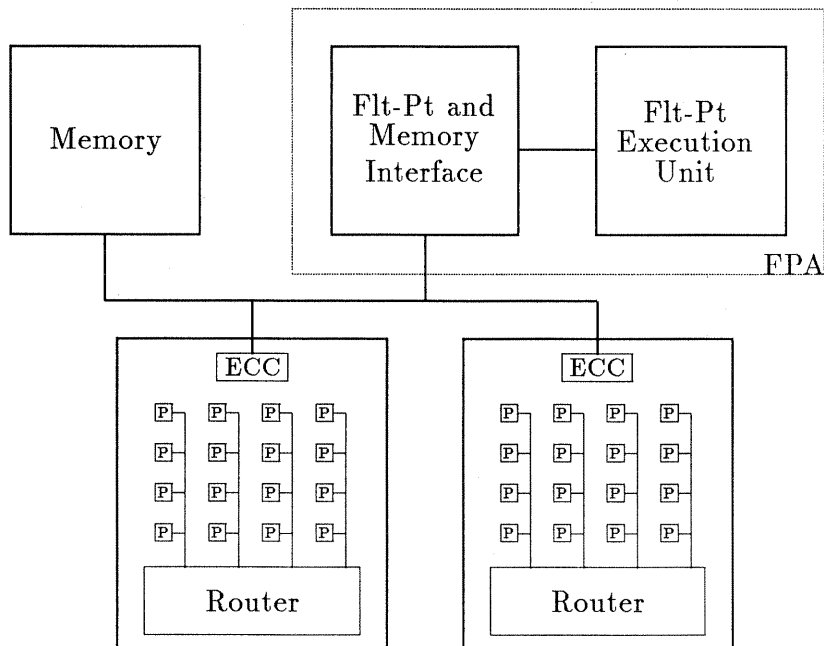 Memory
Flt-Pt and
Memory
Interface
Flt-Pt
Execution
Unit
FPA
ECC
ECC
P P P P
P P P P
P P P P
P P P P
P P P P
P P P P
P P P P
P P P P
Router
Router